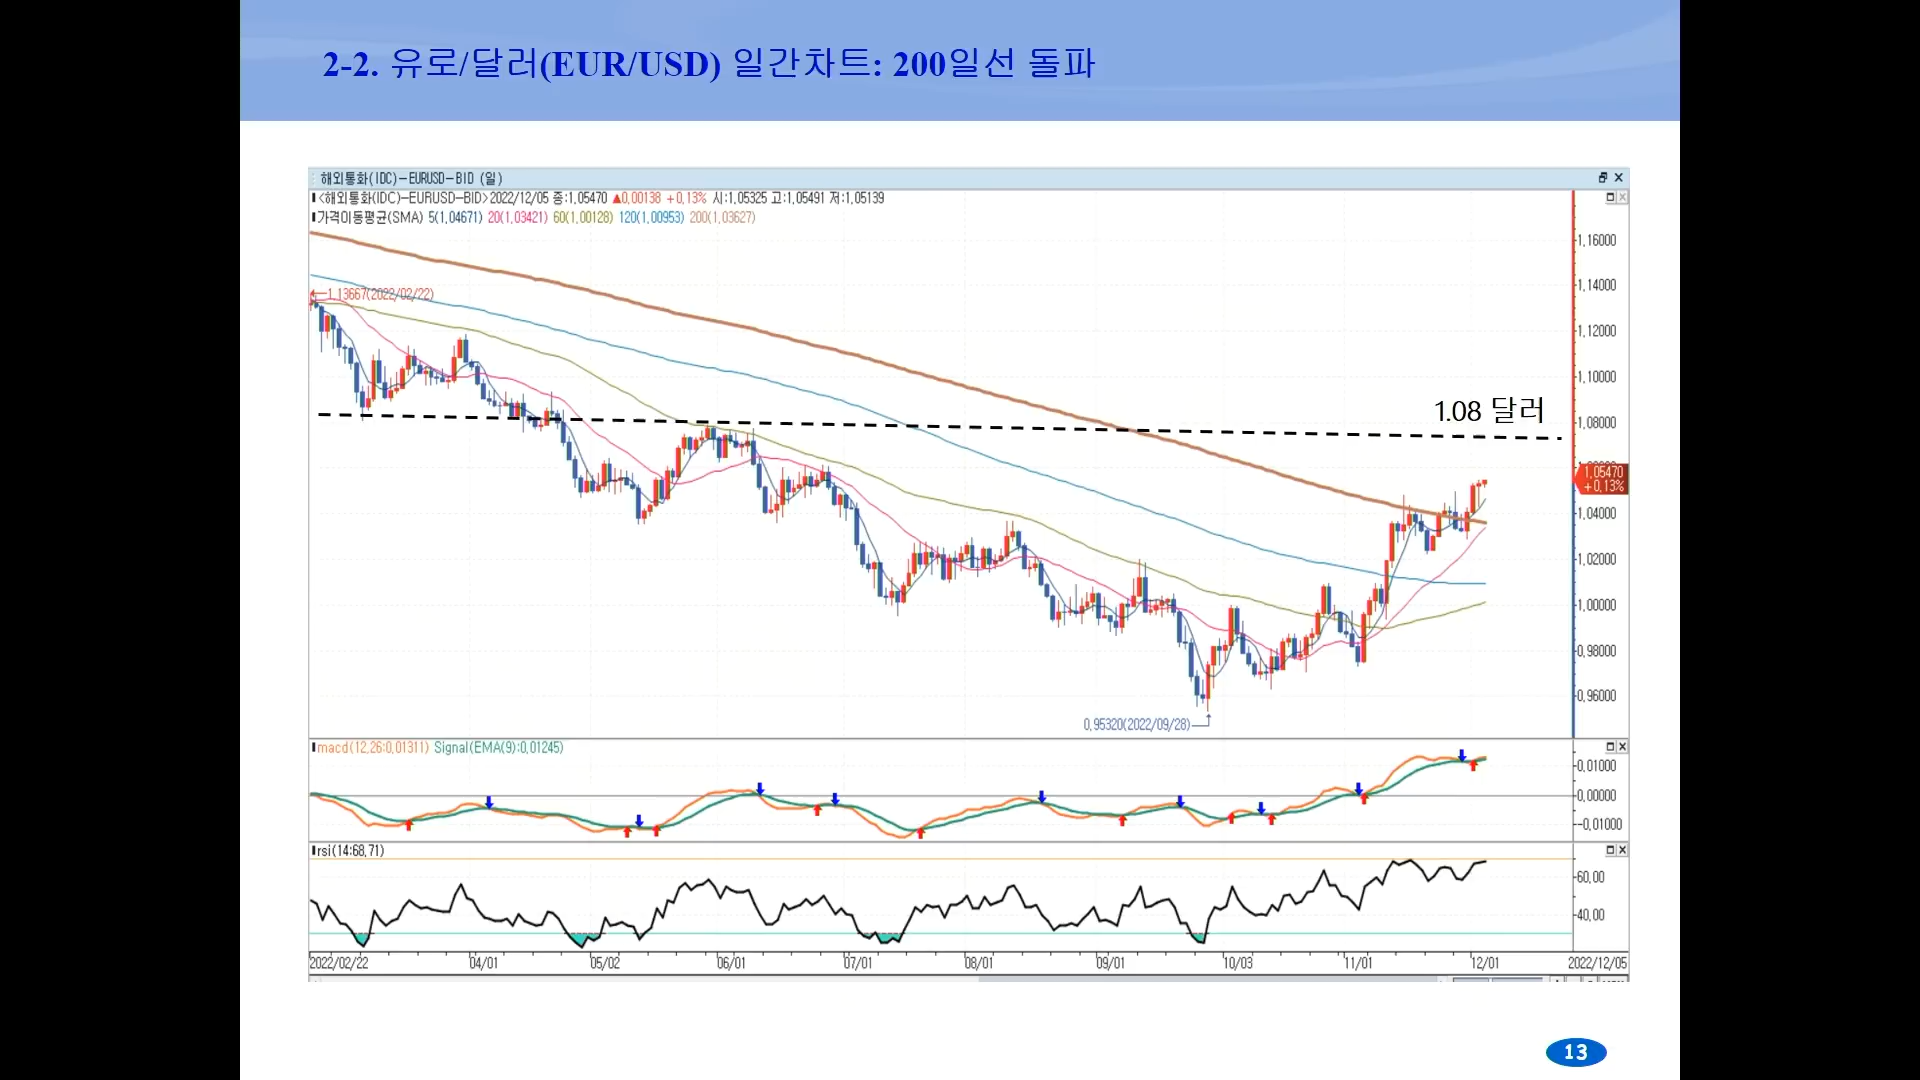 2-2. 유로/달러(EUR/USD) 일간차트: 200일선 돌파
해외통화(IDC)-EURUSD-BID (일)
<해외통화(IDC)-EURUSD-BID>2022/12/05 종:1,05470 ▲0,00138 +0,13% 시:1,05325 고:1,05491 저:1,05139
가격이동평균(SMA) 5(1,04671) 20(1,03421) 60(1,00128) 120(1,00953) 200(1,03627)
1,16000
1,14000
1,13667(2022/02/22)
1,12000
1,10000
1.08 달러
1,08000
1,05470
+0,13%
1,04000
1,02000
1,00000
0,98000
0,96000
0,95320(2022/09/28)
macd(12,26:0,01311) Signal(EMA(9):0,01245)
0,01000
0,00000
-0,01000
rsi(14:68,71)
60,00
40,00
2022/02/22 04/01 05/02 06/01 07/01 08/01 09/01 10/03 11/01 12/01 2022/12/05
13